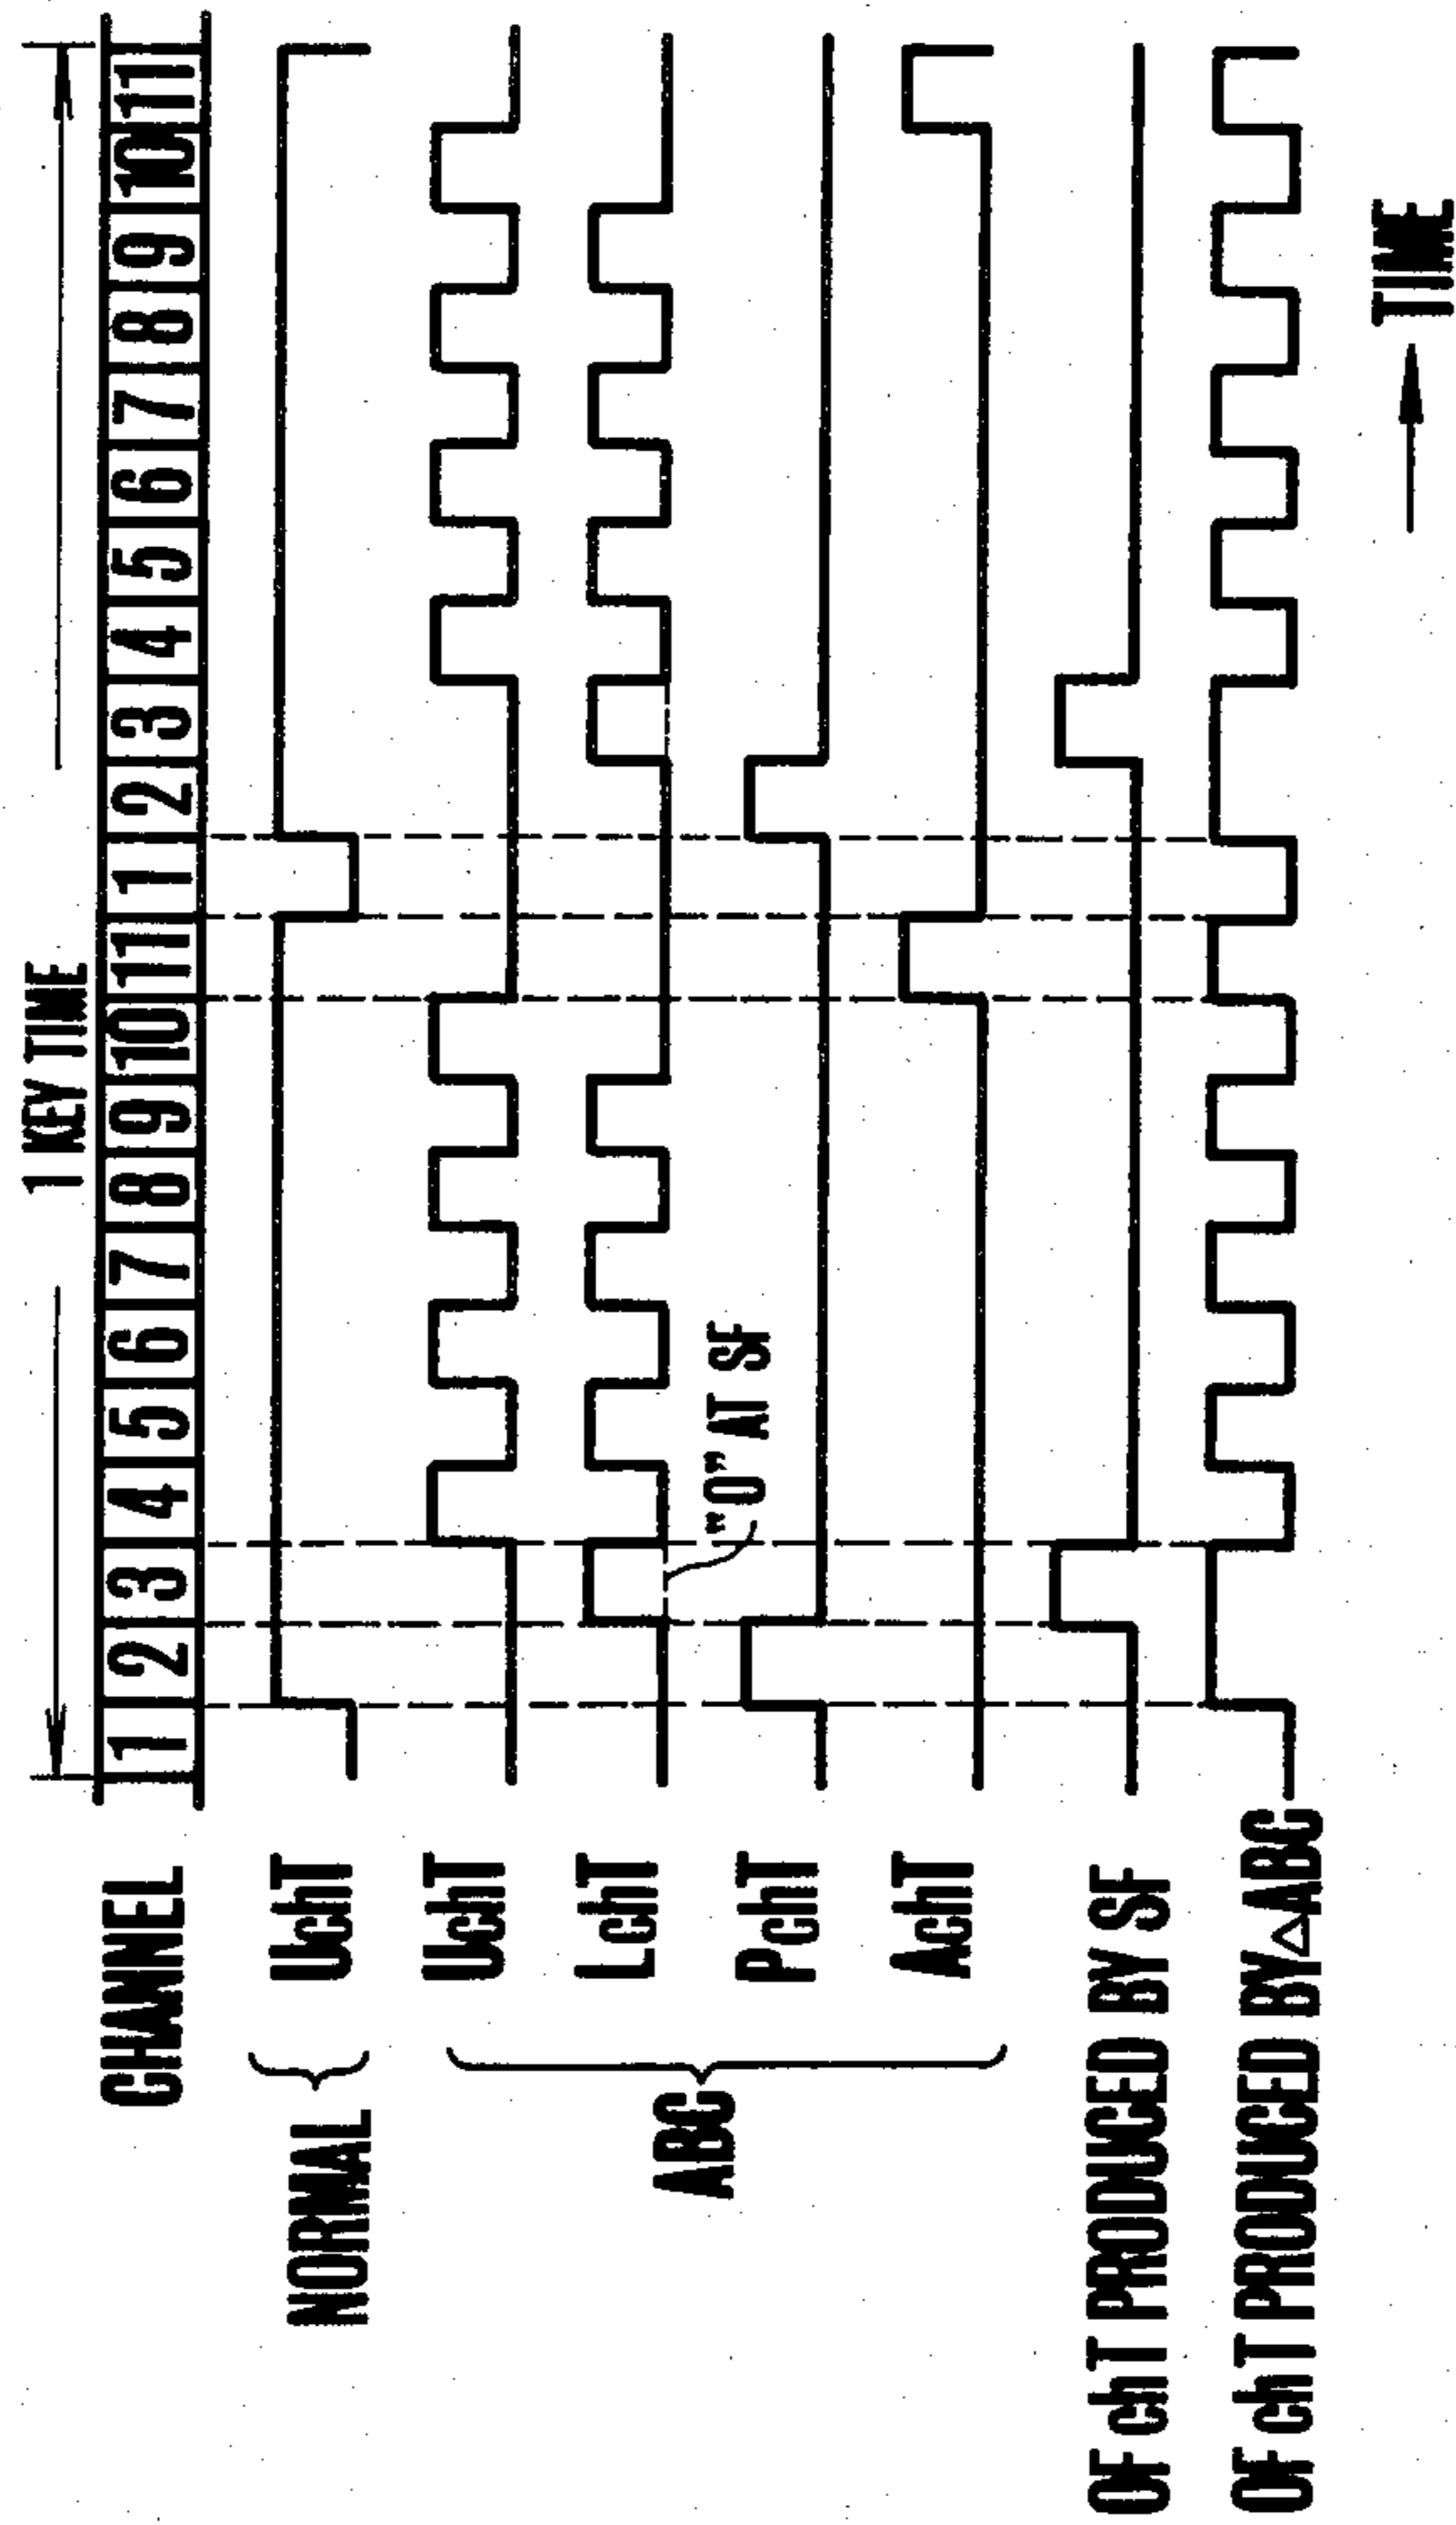 1 KEY TIME
CHANNEL 1 2 3 4 5 6 7 8 9 10 11 1 2 3 4 5 6 7 8 9 10 11
NORMAL { UchT
ABC { UchT
LchT
"0" AT SF
PchT
AchT
OF chT PRODUCED BY SF
OF chT PRODUCED BY△ABC
→ TIME